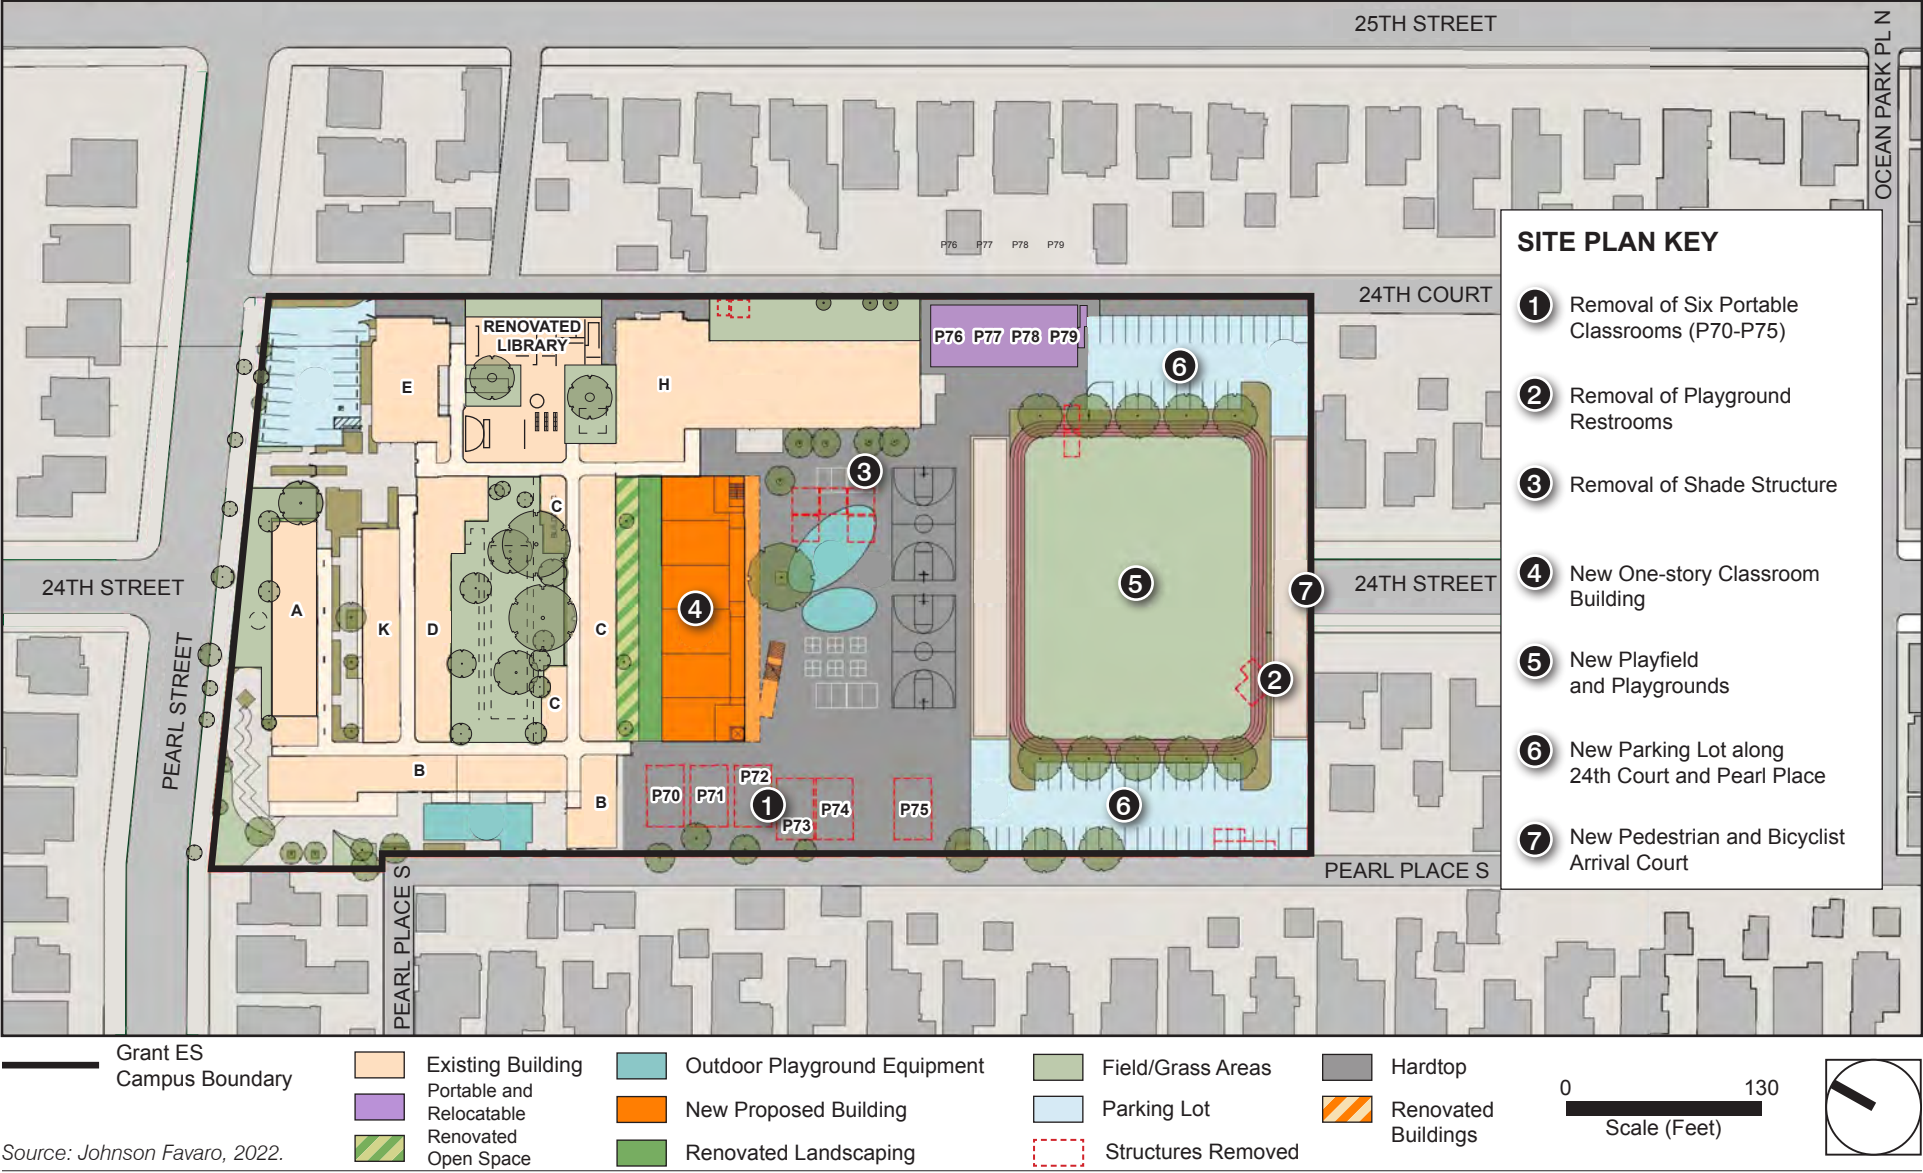 25TH STREET
OCEAN PARK PL N
P76 P77 P78 P79
24TH COURT
SITE PLAN KEY
1 Removal of Six Portable
Classrooms (P70-P75)
2 Removal of Playground
Restrooms
3 Removal of Shade Structure
4 New One-story Classroom
Building
5 New Playfield
and Playgrounds
6 New Parking Lot along
24th Court and Pearl Place
7 New Pedestrian and Bicyclist
Arrival Court
RENOVATED
LIBRARY
P76 P77 P78 P79
E
H
6
3
C
24TH STREET
A
K
D
C
4
5
7
24TH STREET
2
C
PEARL STREET
B
B
P70
P71
P72
1
P73
P74
P75
6
PEARL PLACE S
PEARL PLACE S
Grant ES
Campus Boundary
Existing Building
Portable and
Relocatable
Renovated
Open Space
Outdoor Playground Equipment
New Proposed Building
Renovated Landscaping
Field/Grass Areas
Parking Lot
Structures Removed
Hardtop
Renovated
Buildings
0 130
Scale (Feet)
Source: Johnson Favaro, 2022.